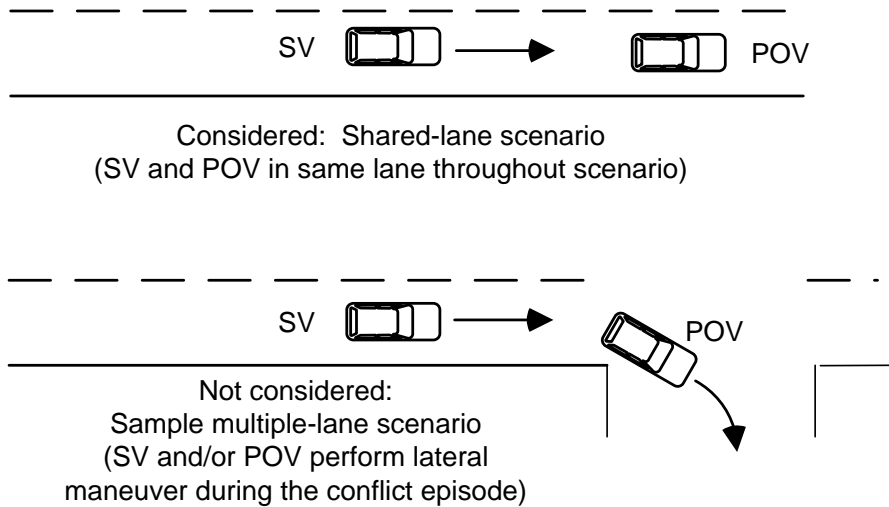 SV POV
Considered: Shared-lane scenario
(SV and POV in same lane throughout scenario)
SV POV
Not considered:
Sample multiple-lane scenario
(SV and/or POV perform lateral
maneuver during the conflict episode)